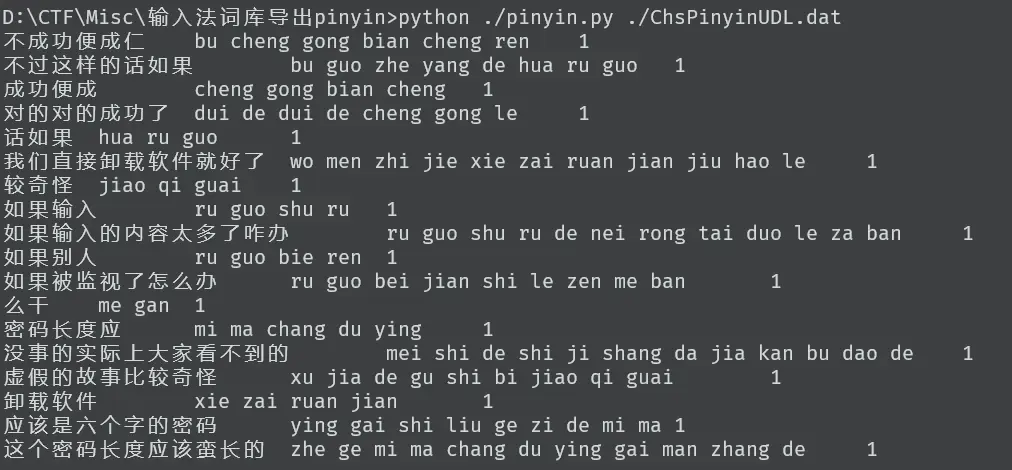 D:\CTF\Misc\输入法词库导出pinyin>python ./pinyin.py ./ChsPinyinUDL.dat
不成功便成仁 bu cheng gong bian cheng ren 1
不过这样的话如果 bu guo zhe yang de hua ru guo 1
成功便成 cheng gong bian cheng 1
对的对的成功了 dui de dui de cheng gong le 1
话如果 hua ru guo 1
我们直接卸载软件就好了 wo men zhi jie xie zai ruan jian jiu hao le 1
较奇怪 jiao qi guai 1
如果输入 ru guo shu ru 1
如果输入的内容太多了咋办 ru guo shu ru de nei rong tai duo le za ban 1
如果别人 ru guo bie ren 1
如果被监视了怎么办 ru guo bei jian shi le zen me ban 1
么干 me gan 1
密码长度应 mi ma chang du ying 1
没事的实际上大家看不到的 mei shi de shi ji shang da jia kan bu dao de 1
虚假的故事比较奇怪 xu jia de gu shi bi jiao qi guai 1
卸载软件 xie zai ruan jian 1
应该是六个字的密码 ying gai shi liu ge zi de mi ma 1
这个密码长度应该蛮长的 zhe ge mi ma chang du ying gai man zhang de 1